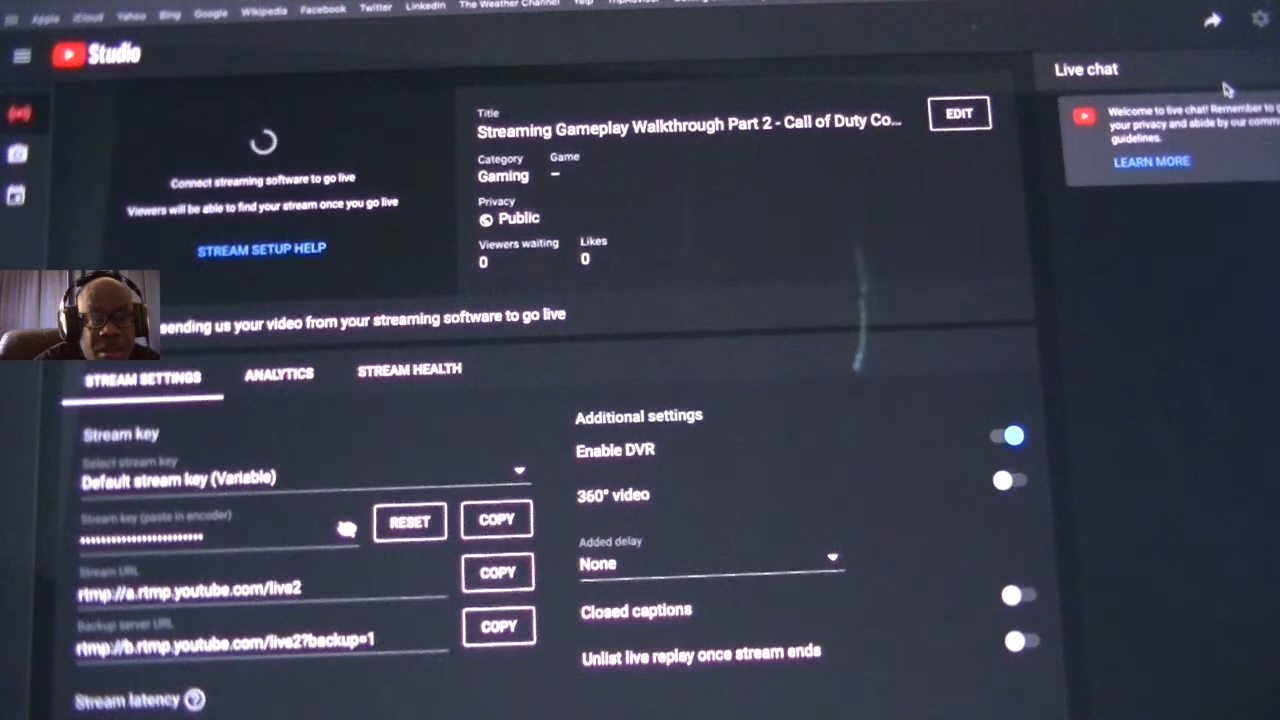 Apple iCloud Yahoo Bing Google Wikipedia Facebook Twitter LinkedIn The Weather Channel Yelp TripAdvisor
Studio
Live chat
Welcome to live chat! Remember to
your privacy and abide by our comm
guidelines.
LEARN MORE
Connect streaming software to go live
Viewers will be able to find your stream once you go live
STREAM SETUP HELP
Title
Streaming Gameplay Walkthrough Part 2 - Call of Duty Co...
EDIT
Category Game
Gaming –
Privacy
Public
Viewers waiting Likes
0 0
sending us your video from your streaming software to go live
STREAM SETTINGS ANALYTICS STREAM HEALTH
Stream key
Select stream key
Default stream key (Variable)
Stream key (paste in encoder)
RESET COPY
Stream URL
rtmp://a.rtmp.youtube.com/live2
COPY
Backup server URL
rtmp://b.rtmp.youtube.com/live2?backup=1
COPY
Stream latency
Additional settings
Enable DVR
360° video
Added delay
None
Closed captions
Unlist live replay once stream ends